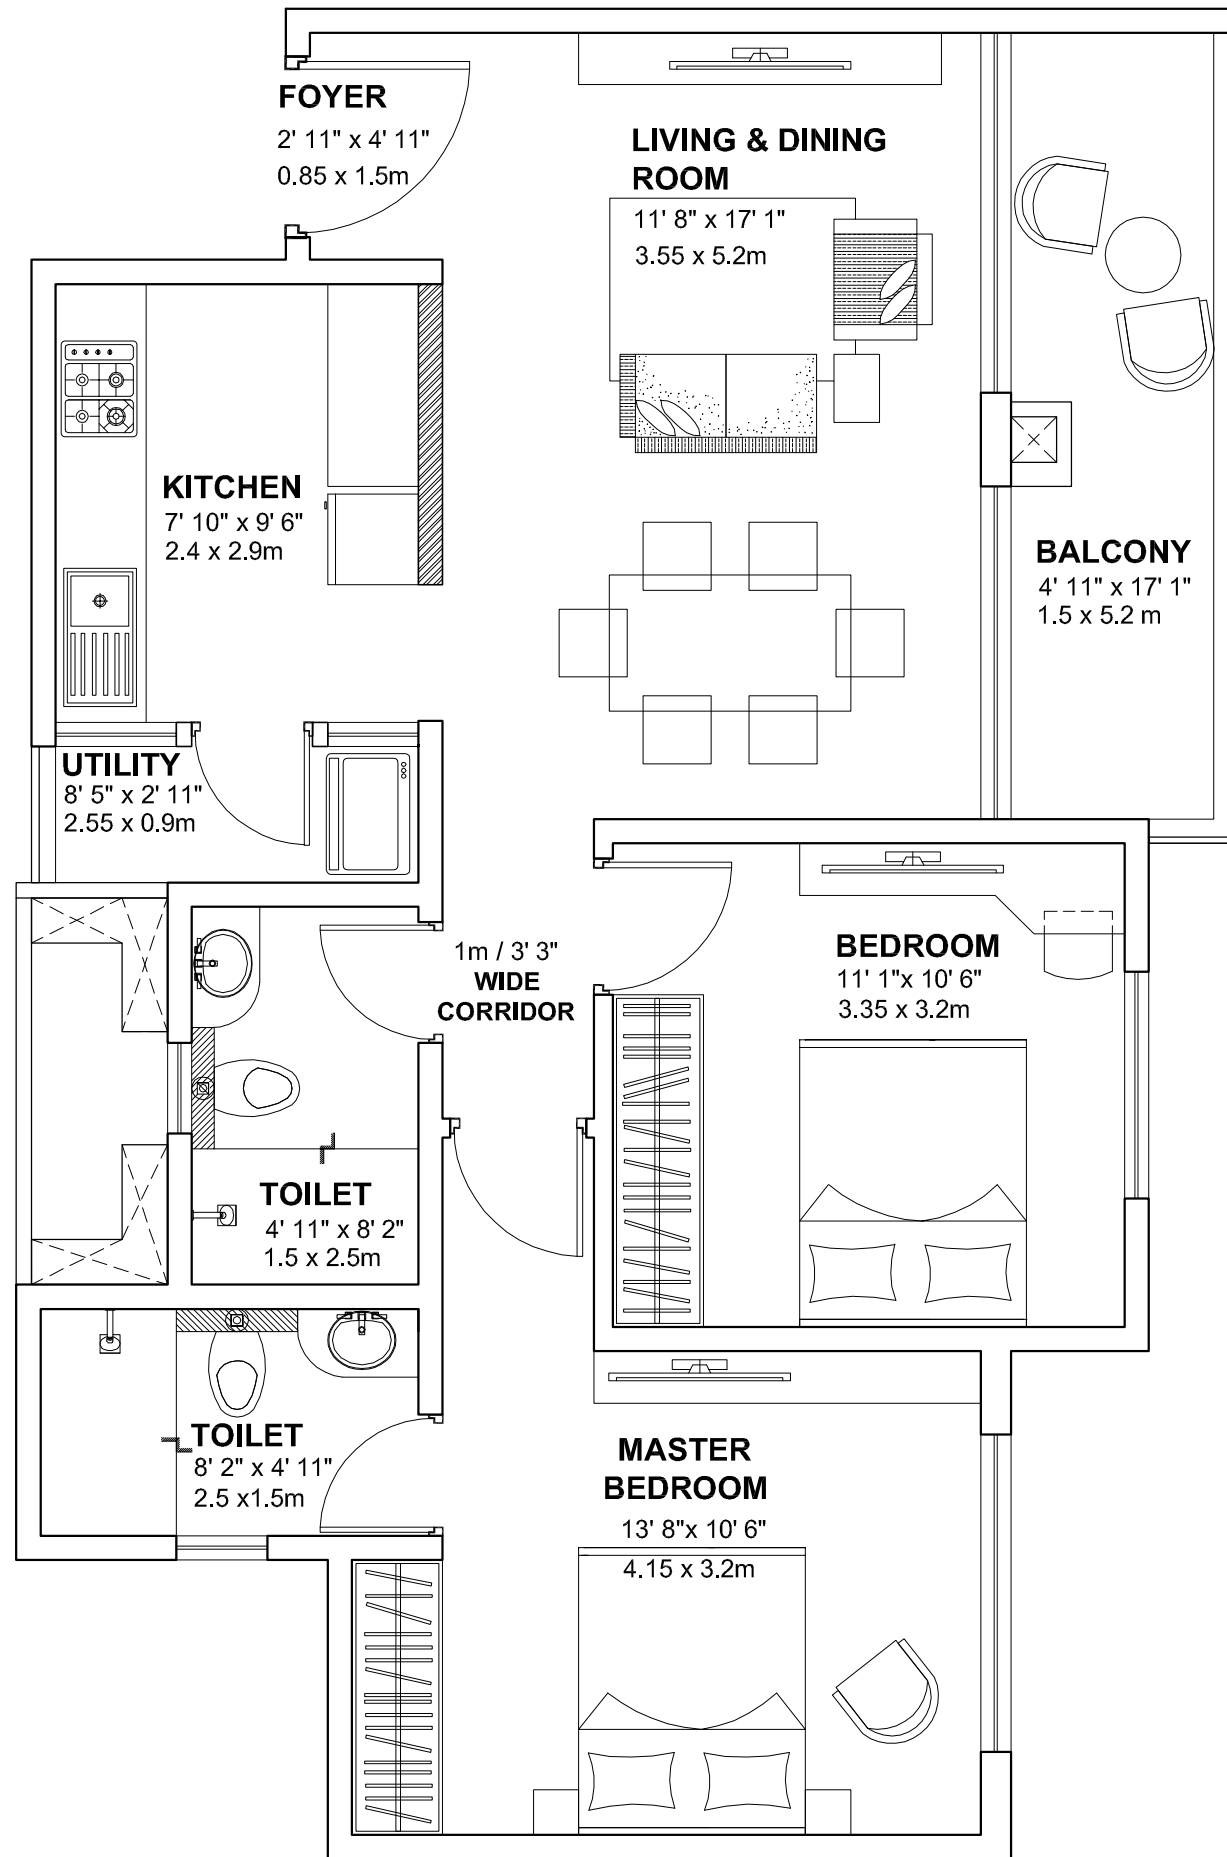 FOYER
2' 11" x 4' 11"
0.85 x 1.5m
LIVING & DINING
ROOM
11' 8" x 17' 1"
3.55 x 5.2m
KITCHEN
7' 10" x 9' 6"
2.4 x 2.9m
BALCONY
4' 11" x 17' 1"
1.5 x 5.2 m
UTILITY
8' 5" x 2' 11"
2.55 x 0.9m
1m / 3' 3"
WIDE
CORRIDOR
BEDROOM
11' 1"x 10' 6"
3.35 x 3.2m
TOILET
4' 11" x 8' 2"
1.5 x 2.5m
TOILET
8' 2" x 4' 11"
2.5 x1.5m
MASTER
BEDROOM
13' 8"x 10' 6"
4.15 x 3.2m